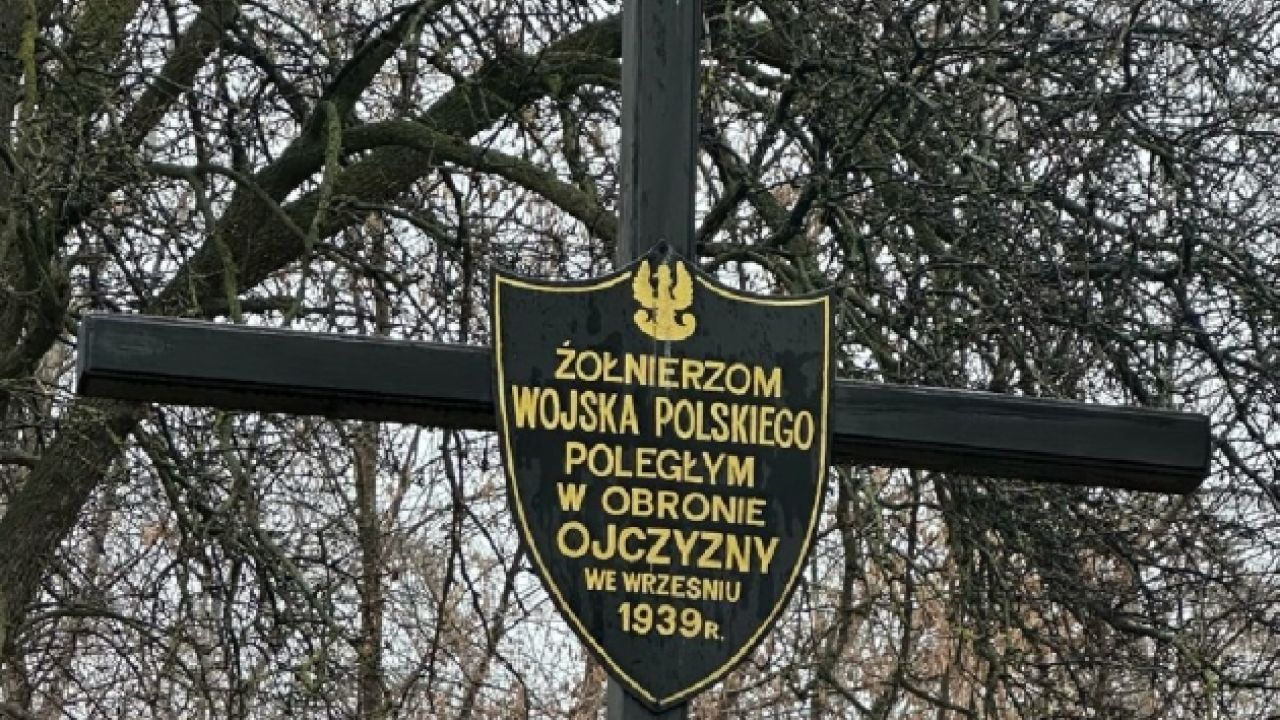 ŻOŁNIERZOM
WOJSKA POLSKIEGO
POLEGŁYM
W OBRONIE
OJCZYZNY
WE WRZEŚNIU
1939R.